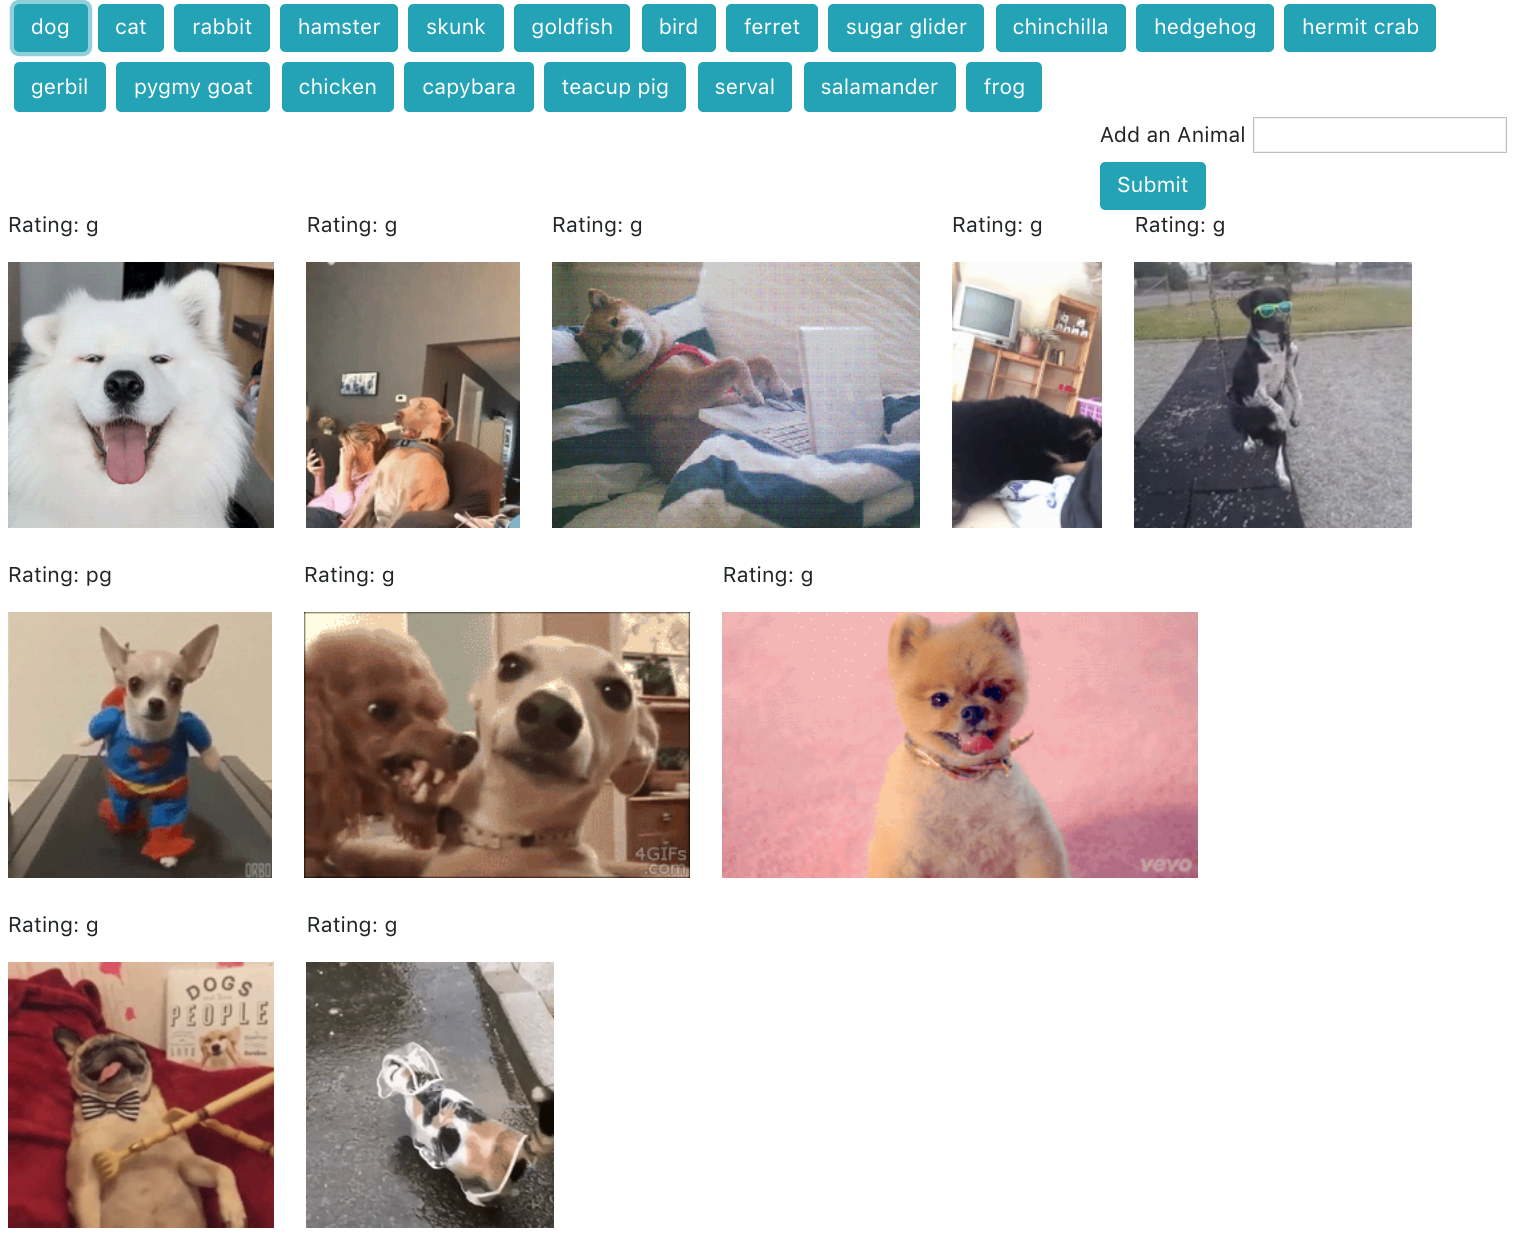 dog cat rabbit hamster skunk goldfish bird ferret sugar glider chinchilla hedgehog hermit crab
gerbil pygmy goat chicken capybara teacup pig serval salamander frog
Add an Animal
Submit
Rating: g Rating: g Rating: g Rating: g Rating: g
Rating: pg Rating: g Rating: g
ORBO
4GIFs
.com
vevo
Rating: g Rating: g
DOGS
PEOPLE